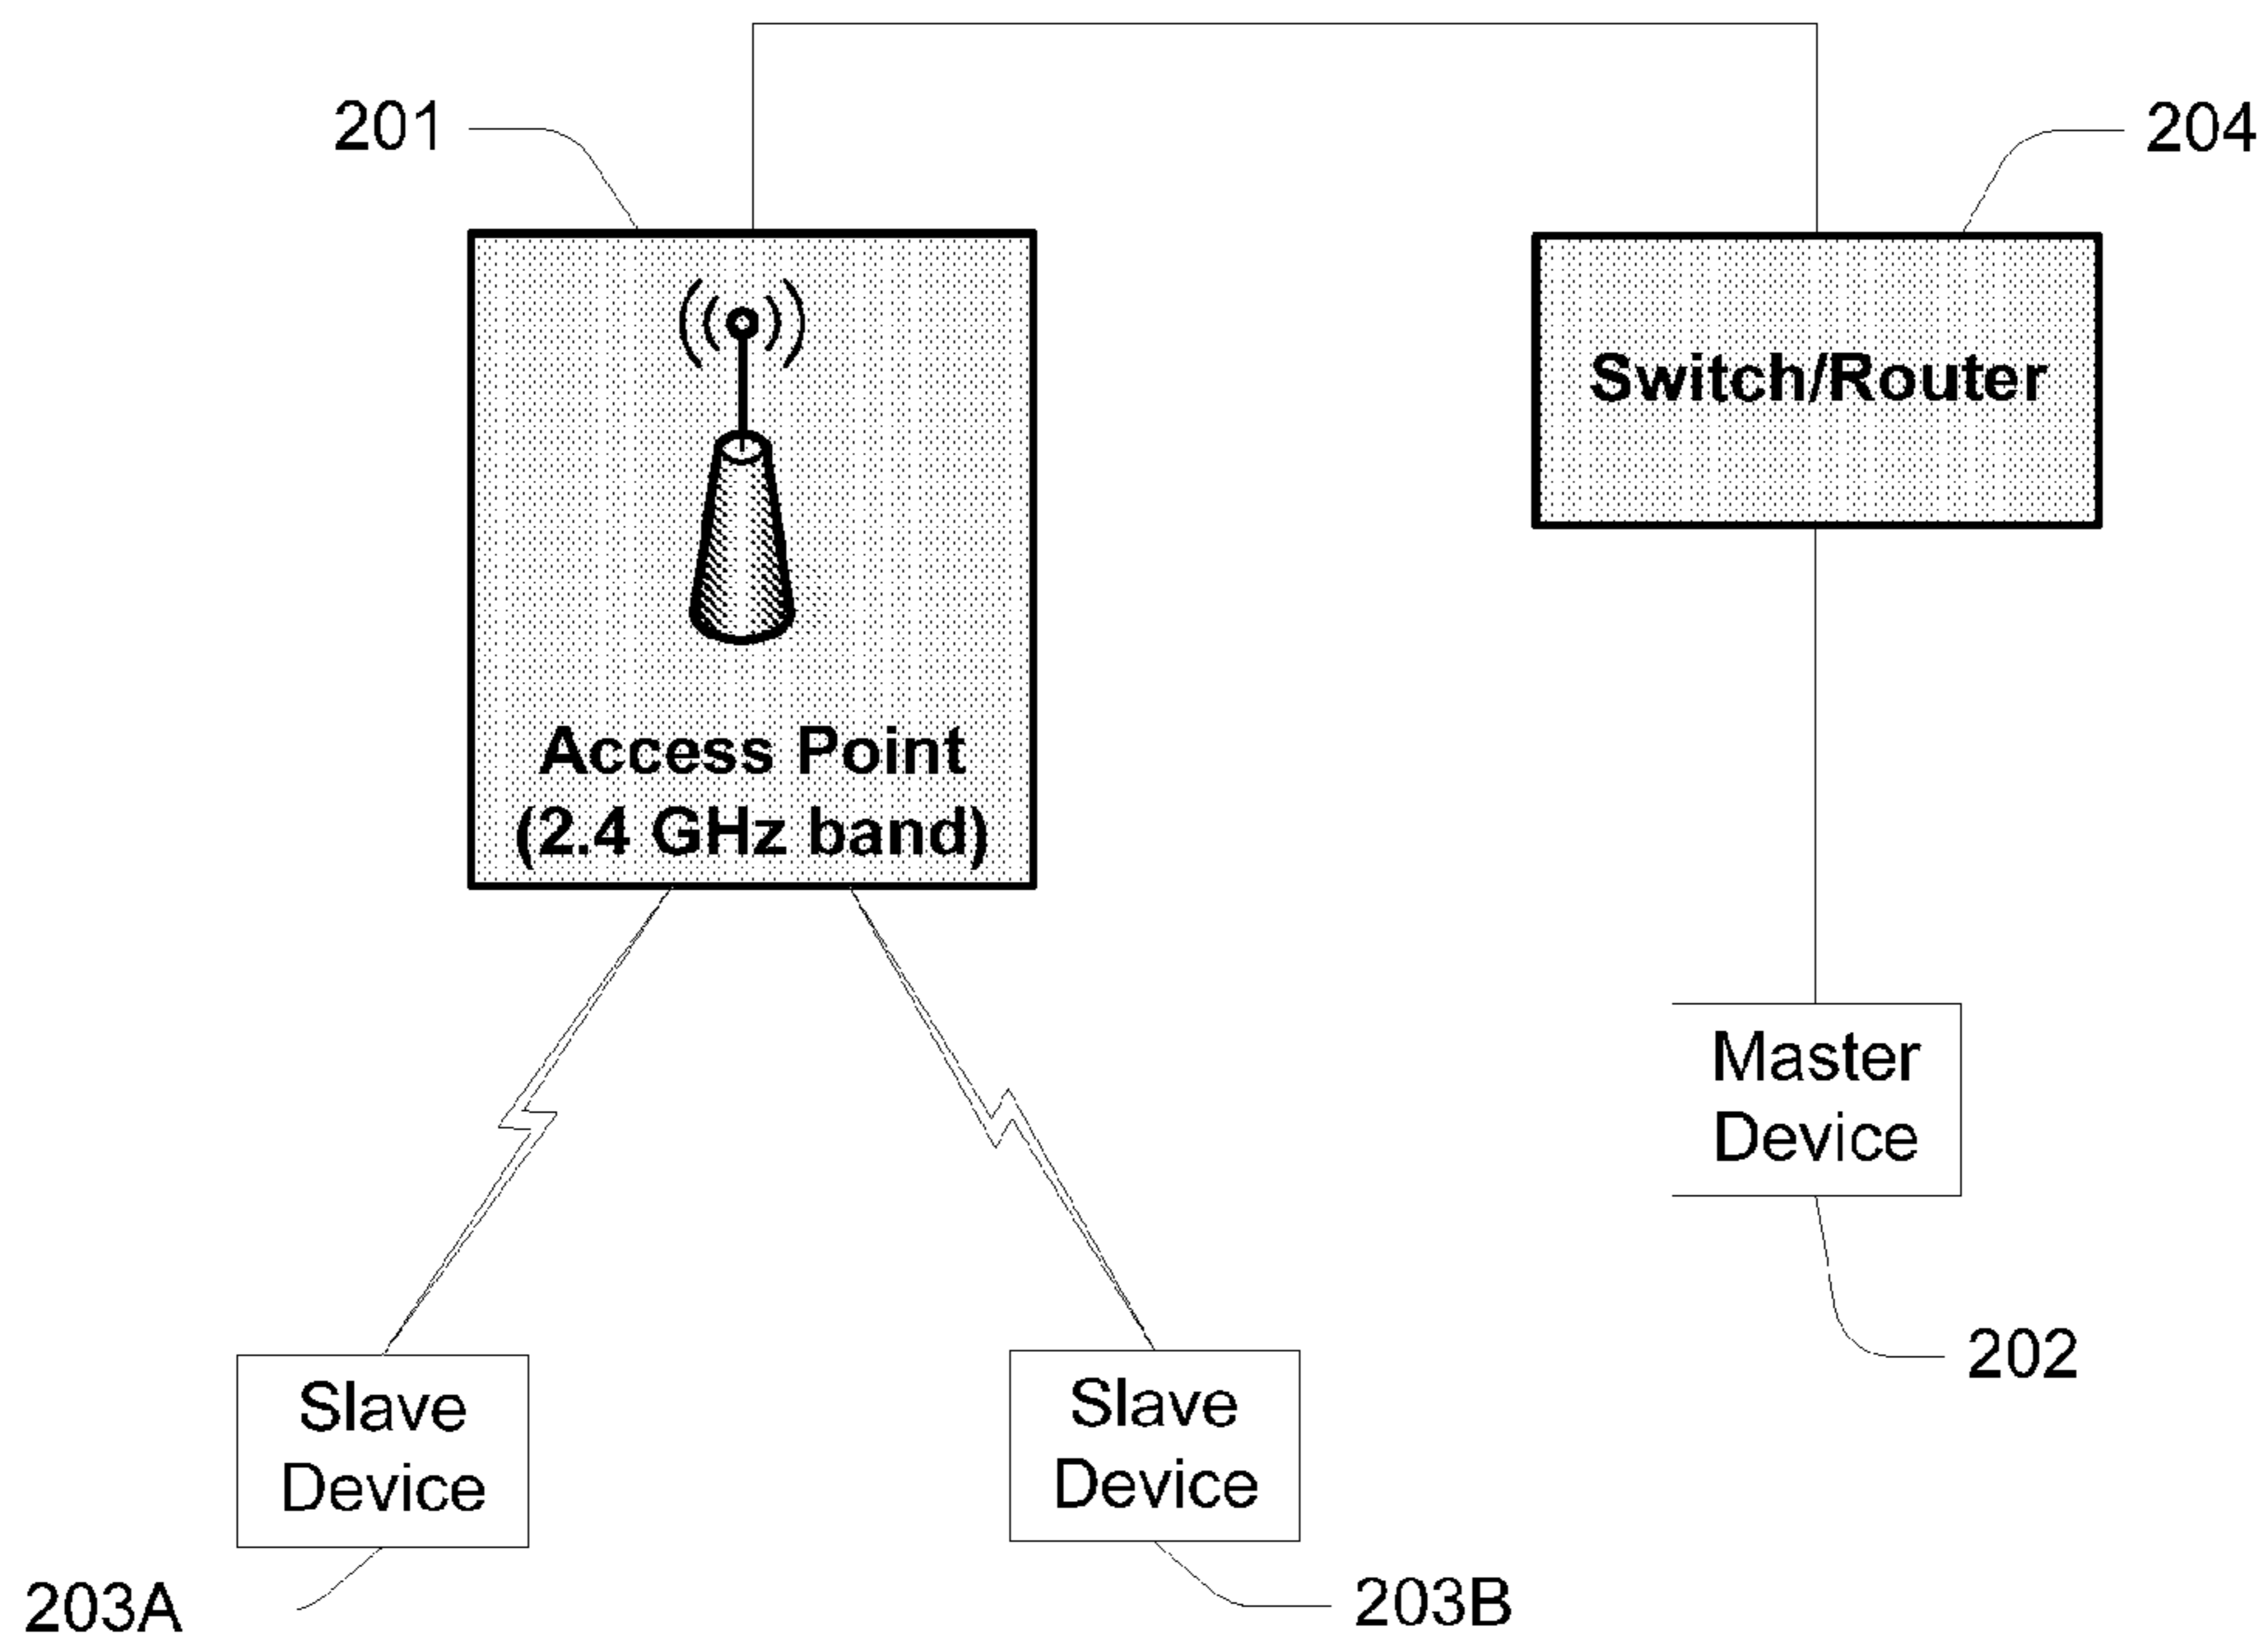 201
204
Switch/Router
Access Point
(2.4 GHz band)
Master
Device
202
Slave
Device
Slave
Device
203A
203B